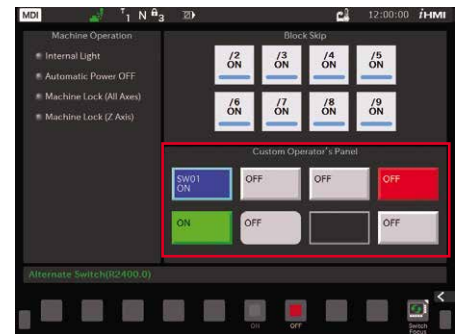 MDI T1 N 3 12:00:00 iHMI
Machine Operation
Internal Light
Automatic Power OFF
Machine Lock (All Axes)
Machine Lock (Z Axis)
Block Skip
/2 ON /3 ON /4 ON /5 ON
/6 ON /7 ON /8 ON /9 ON
Custom Operator's Panel
SW01 ON OFF OFF OFF
ON OFF OFF
Alternate Switch(R2400.0)
ON OFF Switch Focus